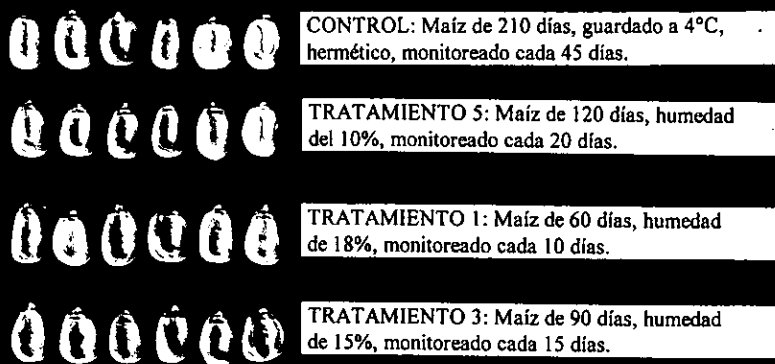 CONTROL: Maíz de 210 días, guardado a 4°C,
hermético, monitoreado cada 45 días.
TRATAMIENTO 5: Maíz de 120 días, humedad
del 10%, monitoreado cada 20 días.
TRATAMIENTO 1: Maíz de 60 días, humedad
de 18%, monitoreado cada 10 días.
TRATAMIENTO 3: Maíz de 90 días, humedad
de 15%, monitoreado cada 15 días.